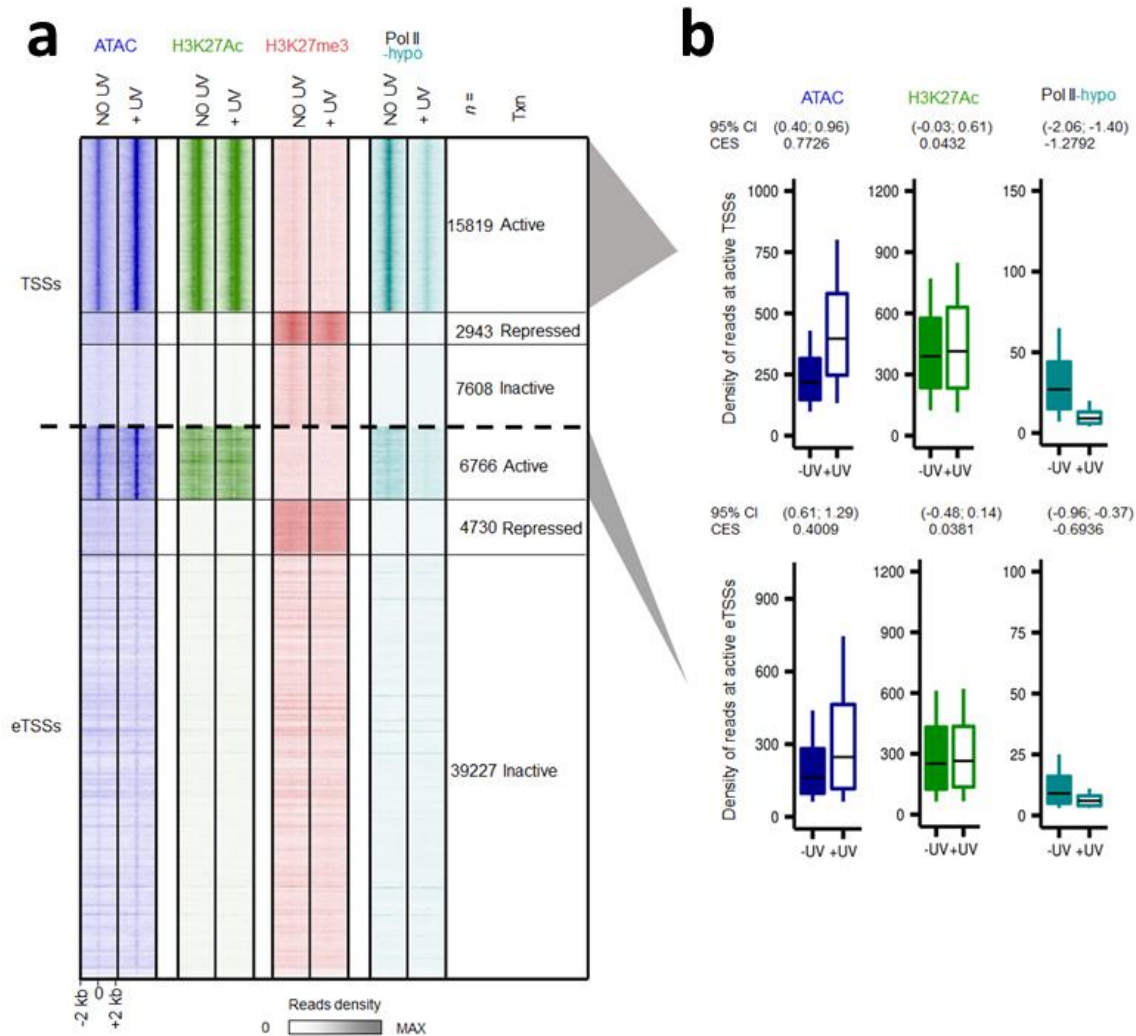 a
ATAC H3K27Ac H3K27me3 Pol II
-hypo
NO UV + UV NO UV + UV NO UV + UV NO UV + UV n = Txn
TSSs
15819 Active
2943 Repressed
7608 Inactive
6766 Active
4730 Repressed
eTSSs
39227 Inactive
-2 kb 0 +2 kb
Reads density
0 MAX
b
ATAC H3K27Ac Pol II-hypo
95% CI (0.40; 0.96) (-0.03; 0.61) (-2.06; -1.40)
CES 0.7726 0.0432 -1.2792
Density of reads at active TSSs
1000 750 500 250 0
1200 900 600 300 0
150 100 50 0
-UV +UV -UV +UV -UV +UV
95% CI (0.61; 1.29) (-0.48; 0.14) (-0.96; -0.37)
CES 0.4009 0.0381 -0.6936
Density of reads at active eTSSs
900 600 300 0
1200 900 600 300 0
100 75 50 25 0
-UV +UV -UV +UV -UV +UV